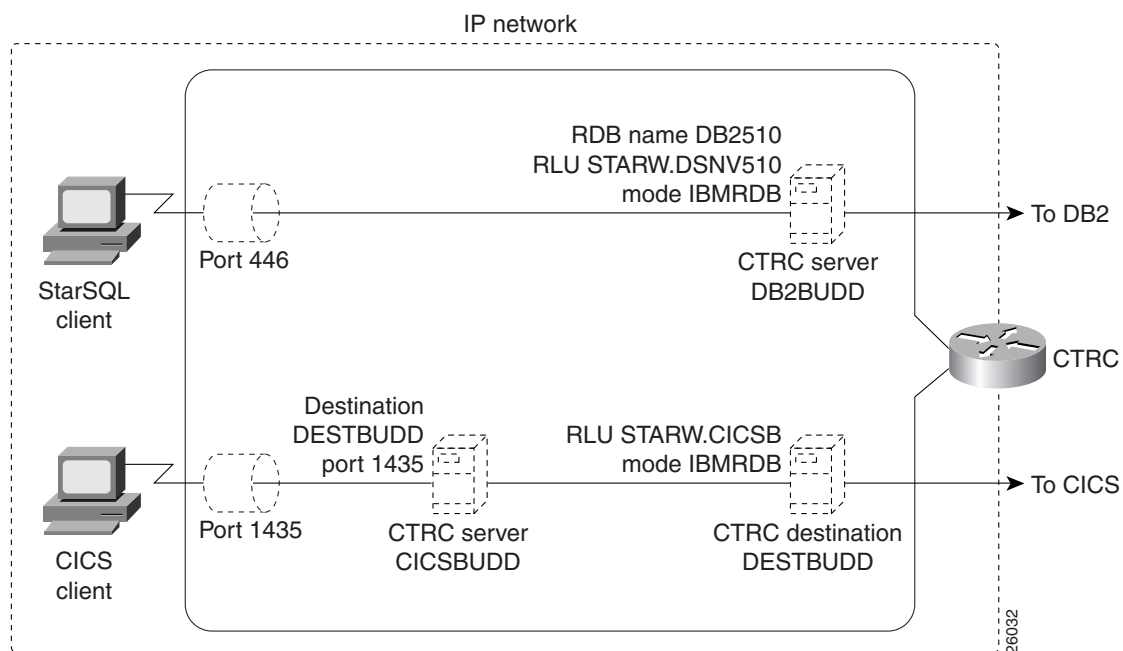 IP network
RDB name DB2510
RLU STARW.DSNV510
mode IBMRDB
To DB2
Port 446
CTRC server
DB2BUDD
StarSQL
client
CTRC
Destination
DESTBUDD
port 1435
RLU STARW.CICSB
mode IBMRDB
To CICS
Port 1435
CTRC server
CICSBUDD
CTRC destination
DESTBUDD
CICS
client
26032